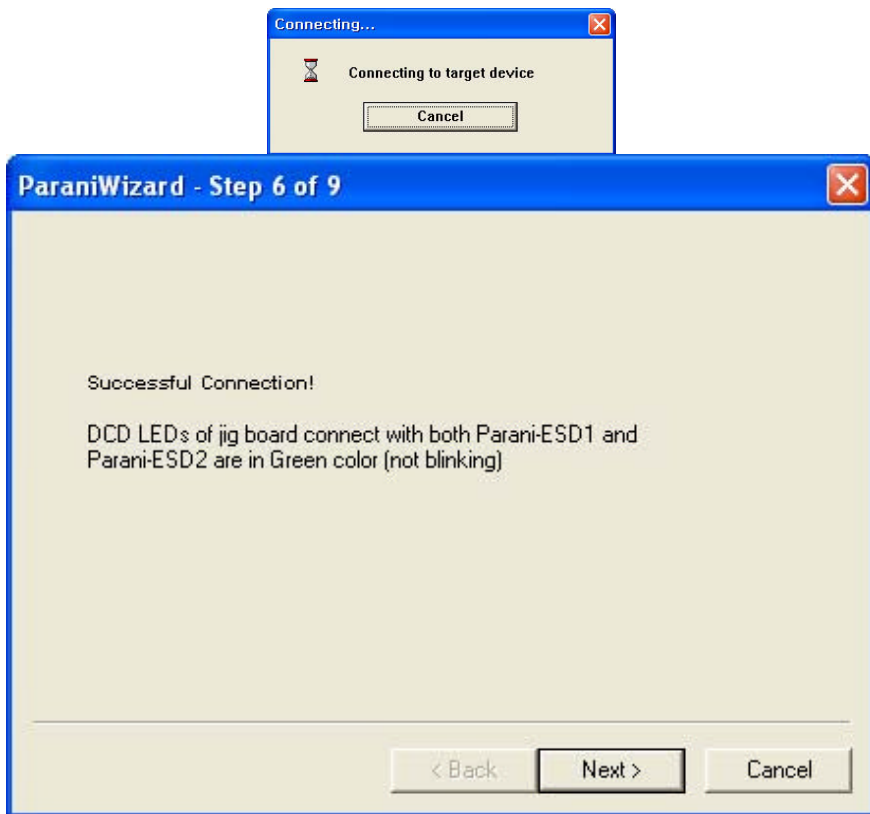 Connecting...
Connecting to target device
Cancel
ParaniWizard - Step 6 of 9
Successful Connection!
DCD LEDs of jig board connect with both Parani-ESD1 and
Parani-ESD2 are in Green color (not blinking)
< Back Next > Cancel